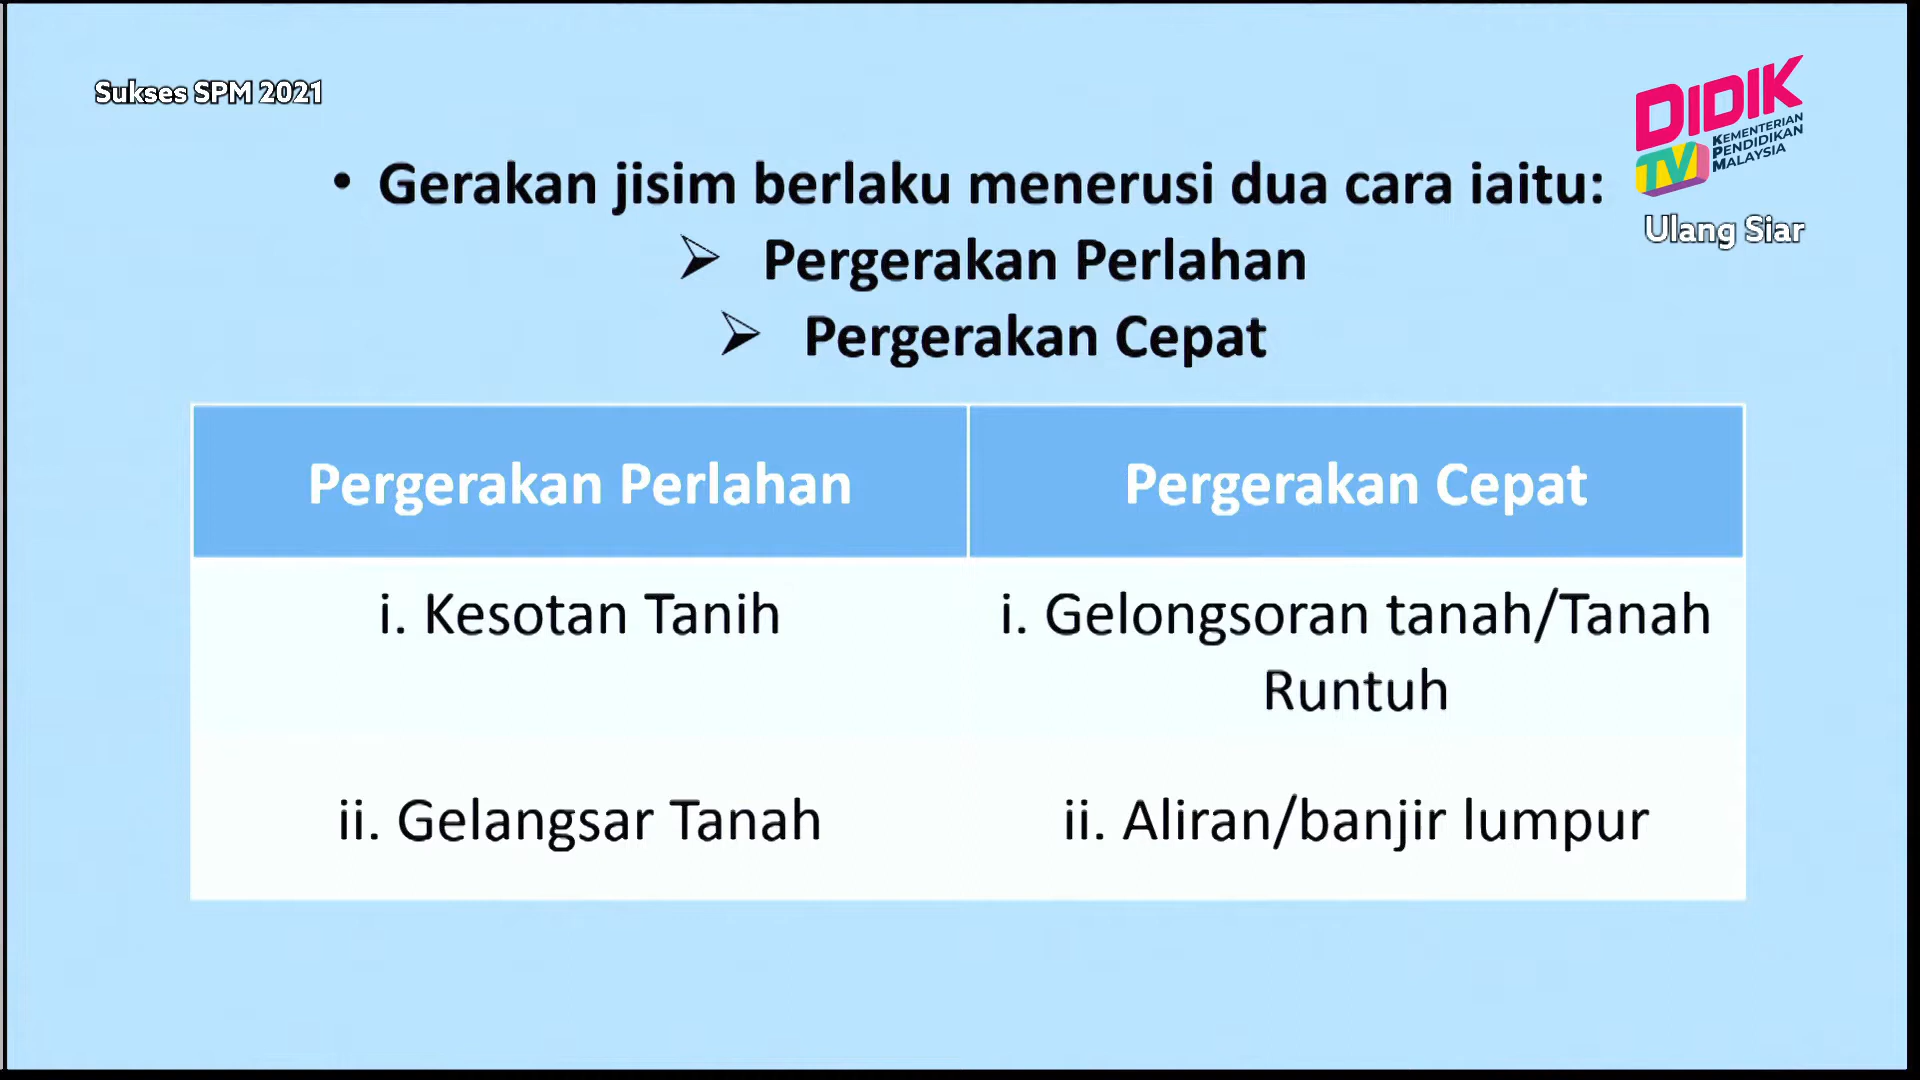 Sukses SPM 2021
DIDIK
TV
KEMENTERIAN
PENDIDIKAN
MALAYSIA
Ulang Siar
• Gerakan jisim berlaku menerusi dua cara iaitu:
➢ Pergerakan Perlahan
➢ Pergerakan Cepat
Pergerakan Perlahan
Pergerakan Cepat
i. Kesotan Tanih
i. Gelongsoran tanah/Tanah
Runtuh
ii. Gelangsar Tanah
ii. Aliran/banjir lumpur